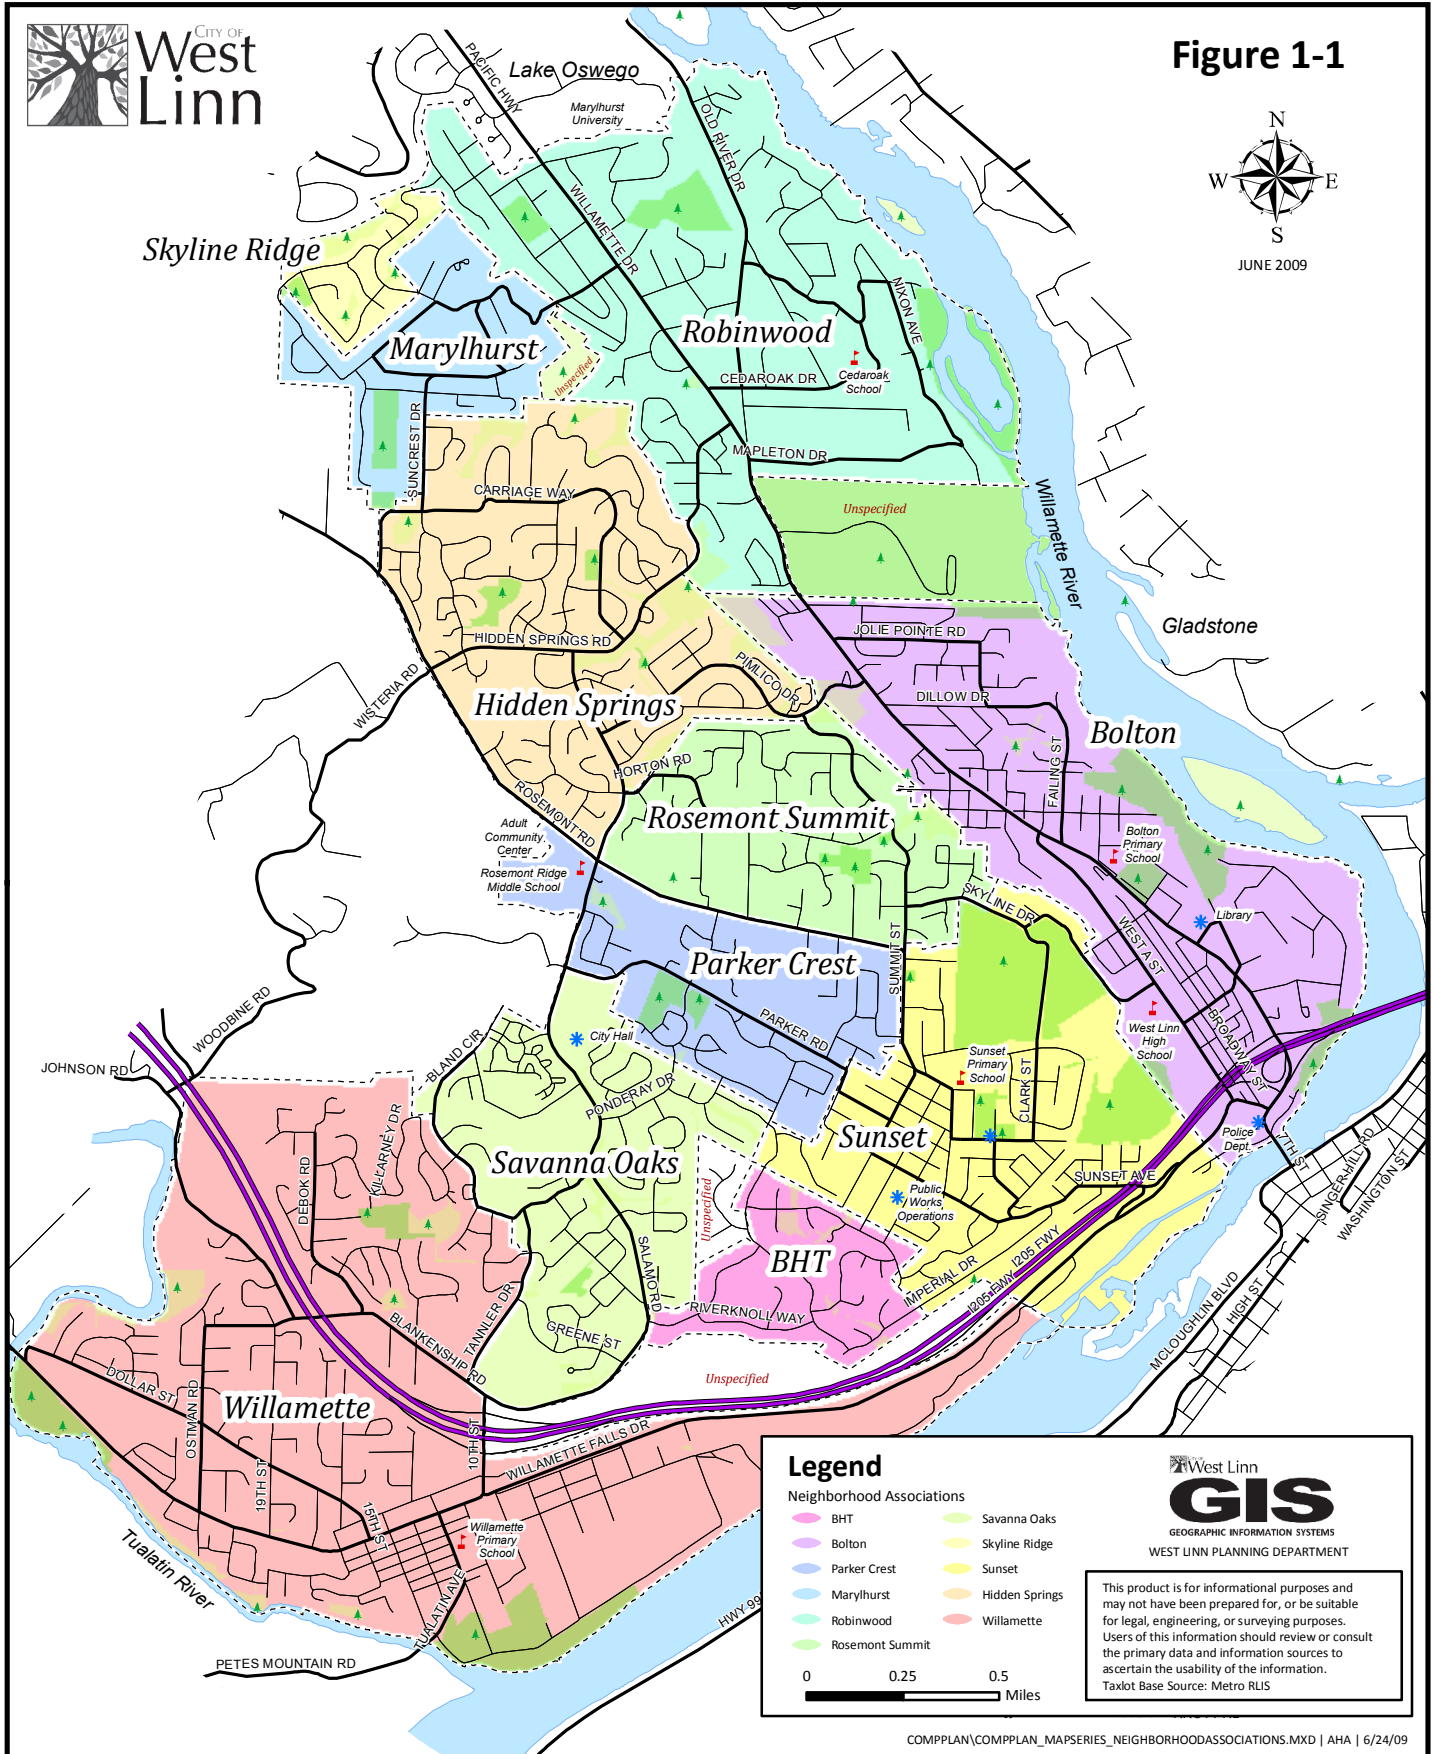 CITY OF
West
Linn
Figure 1-1
N
W E
S
JUNE 2009
Lake Oswego
Marylhurst
University
PACIFIC HWY
OLD RIVER DR
WILLAMETTE DR
Skyline Ridge
Marylhurst
Robinwood
NIXON AVE
Cedaroak
School
CEDAROAK DR
Unspecified
SUNCREST DR
MAPLETON DR
CARRIAGE WAY
Unspecified
Willamette River
Gladstone
JOLIE POINTE RD
HIDDEN SPRINGS RD
PIMLICO DR
WISTERIA RD
DILLOW DR
Hidden Springs
Bolton
FAILING ST
HORTON RD
ROSEMONT RD
Rosemont Summit
Adult
Community
Center
Rosemont Ridge
Middle School
Bolton
Primary
School
SKYLINE DR
Library
WEST A ST
SUMMIT ST
Parker Crest
PARKER RD
WOODBINE RD
City Hall
West Linn
High
School
BROADWAY ST
JOHNSON RD
BLAND CIR
Sunset
Primary
School
CLARK ST
PONDERAY DR
KILLARNEY DR
DEBOK RD
Savanna Oaks
Sunset
Police
Dept.
7TH ST
SINGER HILL RD
WASHINGTON ST
SUNSET AVE
Unspecified
Public
Works
Operations
BHT
SALAMO RD
IMPERIAL DR
I205 FWY
I205 FWY
RIVERKNOLL WAY
MCLOUGHLIN BLVD
HIGH ST
TANNLER DR
BLANKENSHIP RD
GREENE ST
Unspecified
DOLLAR ST
OSTMAN RD
Willamette
10TH ST
WILLAMETTE FALLS DR
19TH ST
15TH ST
Willamette
Primary
School
Tualatin River
TUALATIN AVE
PETES MOUNTAIN RD
HWY 99
Legend
Neighborhood Associations
BHT
Bolton
Parker Crest
Marylhurst
Robinwood
Rosemont Summit
Savanna Oaks
Skyline Ridge
Sunset
Hidden Springs
Willamette
0 0.25 0.5
Miles
West Linn
GIS
GEOGRAPHIC INFORMATION SYSTEMS
WEST LINN PLANNING DEPARTMENT
This product is for informational purposes and
may not have been prepared for, or be suitable
for legal, engineering, or surveying purposes.
Users of this information should review or consult
the primary data and information sources to
ascertain the usability of the information.
Taxlot Base Source: Metro RLIS
COMPPLAN\COMPPLAN_MAPSERIES_NEIGHBORHOODASSOCIATIONS.MXD | AHA | 6/24/09